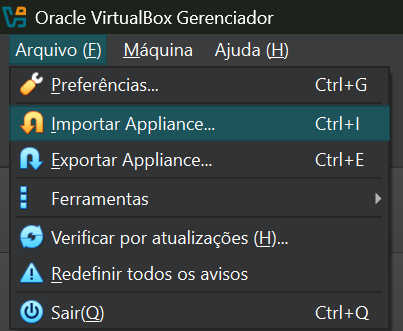 Oracle VirtualBox Gerenciador
Arquivo (F) Máquina Ajuda (H)
Preferências... Ctrl+G
Importar Appliance... Ctrl+I
Exportar Appliance... Ctrl+E
Ferramentas
Verificar por atualizações (H)...
Redefinir todos os avisos
Sair(Q) Ctrl+Q